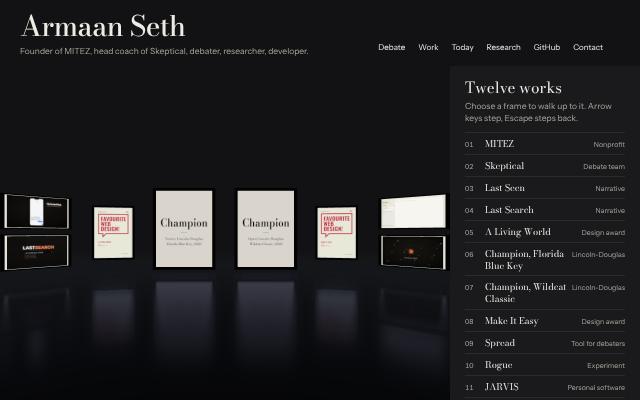 Armaan Seth
Founder of MITEZ, head coach of Skeptical, debater, researcher, developer.
Debate Work Today Research GitHub Contact
Twelve works
Choose a frame to walk up to it. Arrow
keys step, Escape steps back.
01 MITEZ Nonprofit
02 Skeptical Debate team
03 Last Seen Narrative
04 Last Search Narrative
05 A Living World Design award
06 Champion, Florida Lincoln-Douglas
Blue Key
07 Champion, Wildcat Lincoln-Douglas
Classic
08 Make It Easy Design award
09 Spread Tool for debaters
10 Rogue Experiment
11 JARVIS Personal software
LASTSEARCH
FAVOURITE
WEB
DESIGN!
Champion
Champion
FAVOURITE
WEB
DESIGN!